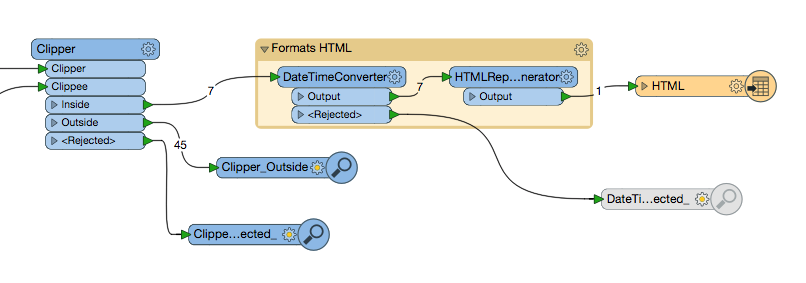 Clipper
Clipper
Clippee
Inside
Outside
<Rejected>
7
45
Formats HTML
DateTimeConverter
Output
<Rejected>
7
HTMLRep...nerator
Output
1
HTML
Clipper_Outside
Clippe...ected_
DateTi...ected_